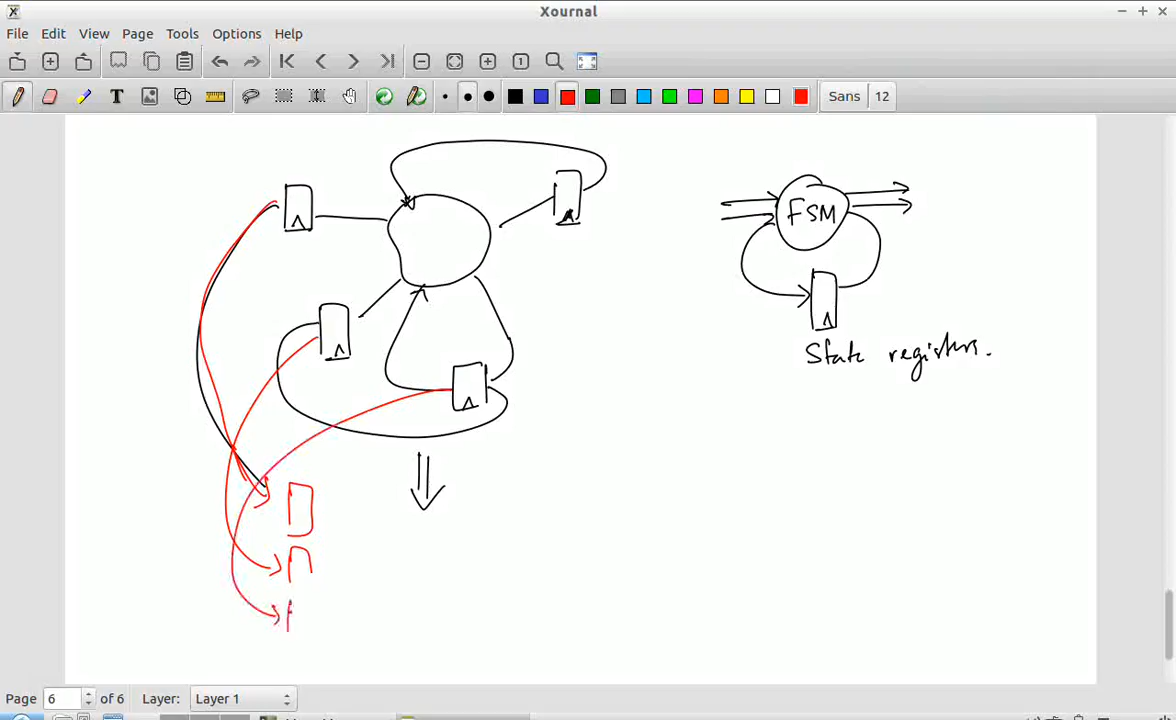 Xournal
File Edit View Page Tools Options Help
Sans 12
FSM
State registers.
Page 6 of 6 Layer: Layer 1